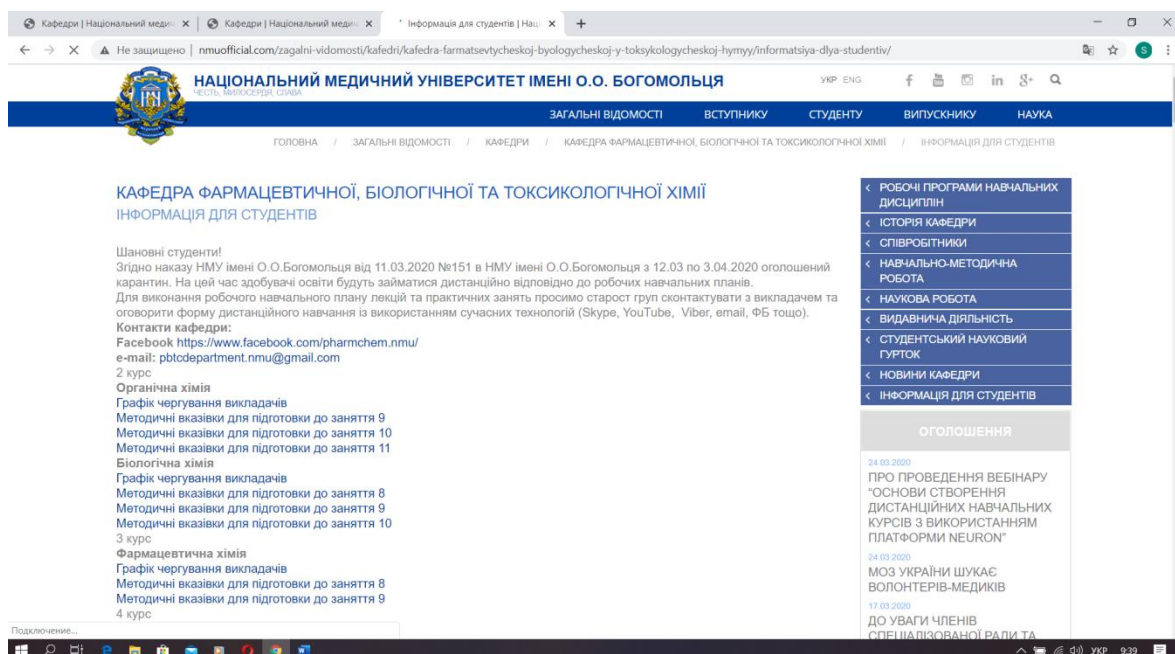 Кафедри | Національний меди
Кафедри | Національний меди
Інформація для студентів | Нац
Не защищено | nmuofficial.com/zagalni-vidomosti/kafedri/kafedra-farmatsevtycheskoj-byologycheskoj-y-toksykologycheskoj-hymyy/informatsiya-dlya-studentiv/
S
НАЦІОНАЛЬНИЙ МЕДИЧНИЙ УНІВЕРСИТЕТ ІМЕНІ О.О. БОГОМОЛЬЦЯ
ЧЕСТЬ, МИЛОСЕРДЯ, СЛАВА
УКР ENG
ЗАГАЛЬНІ ВІДОМОСТІ ВСТУПНИКУ СТУДЕНТУ ВИПУСКНИКУ НАУКА
ГОЛОВНА / ЗАГАЛЬНІ ВІДОМОСТІ / КАФЕДРИ / КАФЕДРА ФАРМАЦЕВТИЧНОЇ, БІОЛОГІЧНОЇ ТА ТОКСИКОЛОГІЧНОЇ ХІМІЇ / ІНФОРМАЦІЯ ДЛЯ СТУДЕНТІВ
КАФЕДРА ФАРМАЦЕВТИЧНОЇ, БІОЛОГІЧНОЇ ТА ТОКСИКОЛОГІЧНОЇ ХІМІЇ
ІНФОРМАЦІЯ ДЛЯ СТУДЕНТІВ
Шановні студенти!
Згідно наказу НМУ імені О.О.Богомольця від 11.03.2020 №151 в НМУ імені О.О.Богомольця з 12.03 по 3.04.2020 оголошений
карантин. На цей час здобувачі освіти будуть займатися дистанційно відповідно до робочих навчальних планів.
Для виконання робочого навчального плану лекцій та практичних занять просимо старост груп сконтактувати з викладачем та
оговорити форму дистанційного навчання із використанням сучасних технологій (Skype, YouTube, Viber, email, ФБ тощо).
Контакти кафедри:
Facebook https://www.facebook.com/pharmchem.nmu/
e-mail: pbtcdepartment.nmu@gmail.com
2 курс
Органічна хімія
Графік чергування викладачів
Методичні вказівки для підготовки до заняття 9
Методичні вказівки для підготовки до заняття 10
Методичні вказівки для підготовки до заняття 11
Біологічна хімія
Графік чергування викладачів
Методичні вказівки для підготовки до заняття 8
Методичні вказівки для підготовки до заняття 9
Методичні вказівки для підготовки до заняття 10
3 курс
Фармацевтична хімія
Графік чергування викладачів
Методичні вказівки для підготовки до заняття 8
Методичні вказівки для підготовки до заняття 9
4 курс
РОБОЧІ ПРОГРАМИ НАВЧАЛЬНИХ
ДИСЦИПЛІН
ІСТОРІЯ КАФЕДРИ
СПІВРОБІТНИКИ
НАВЧАЛЬНО-МЕТОДИЧНА
РОБОТА
НАУКОВА РОБОТА
ВИДАВНИЧА ДІЯЛЬНІСТЬ
СТУДЕНТСЬКИЙ НАУКОВИЙ
ГУРТОК
НОВИНИ КАФЕДРИ
ІНФОРМАЦІЯ ДЛЯ СТУДЕНТІВ
ОГОЛОШЕННЯ
24.03.2020
ПРО ПРОВЕДЕННЯ ВЕБІНАРУ
"ОСНОВИ СТВОРЕННЯ
ДИСТАНЦІЙНИХ НАВЧАЛЬНИХ
КУРСІВ З ВИКОРИСТАННЯМ
ПЛАТФОРМИ NEURON"
24.03.2020
МОЗ УКРАЇНИ ШУКАЄ
ВОЛОНТЕРІВ-МЕДИКІВ
17.03.2020
ДО УВАГИ ЧЛЕНІВ
СПЕЦІАЛІЗОВАНОЇ РАДИ ТА
Подключение...
УКР 9:39